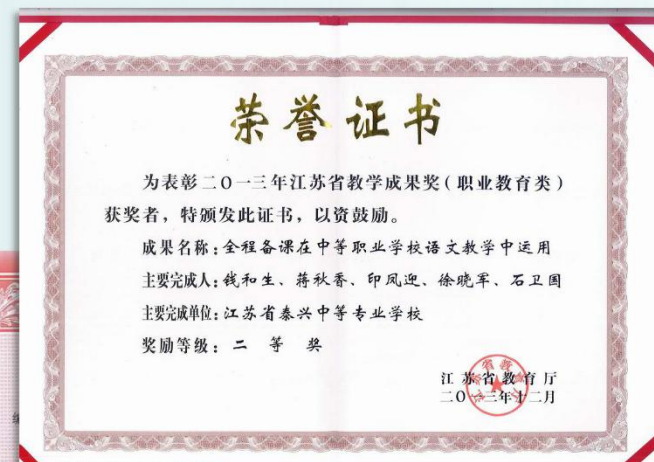 荣誉证书
为表彰二〇一三年江苏省教学成果奖（职业教育类）
获奖者，特颁发此证书，以资鼓励。
成果名称：全程备课在中等职业学校语文教学中运用
主要完成人：钱和生、蒋秋香、印凤迎、徐晓军、石卫国
主要完成单位：江苏省泰兴中等专业学校
奖励等级：二 等 奖
江苏省教育厅
二〇一三年十二月